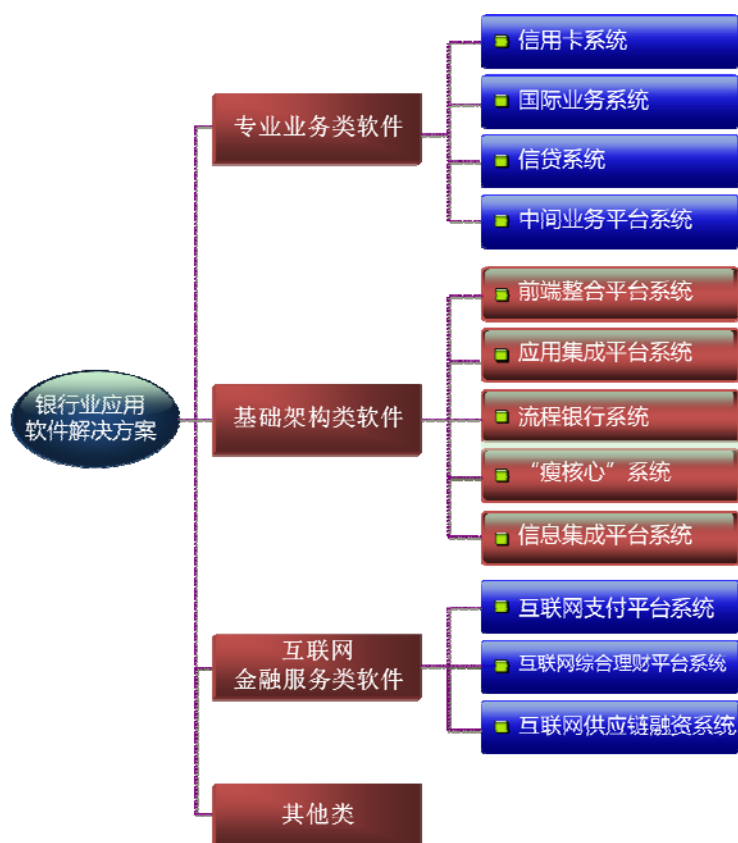 银行业应用
软件解决方案
专业业务类软件
信用卡系统
国际业务系统
信贷系统
中间业务平台系统
基础架构类软件
前端整合平台系统
应用集成平台系统
流程银行系统
“瘦核心”系统
信息集成平台系统
互联网
金融服务类软件
互联网支付平台系统
互联网综合理财平台系统
互联网供应链融资系统
其他类